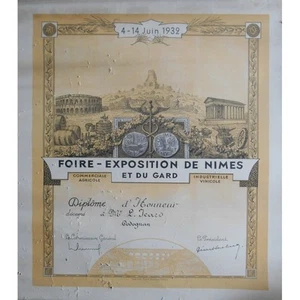 4-14 Juin 1932
FOIRE-EXPOSITION DE NIMES
ET DU GARD
COMMERCIALE
AGRICOLE
INDUSTRIELLE
VINICOLE
Diplôme d'Honneur
à Mr L.
Le Commissaire Général
Le Président